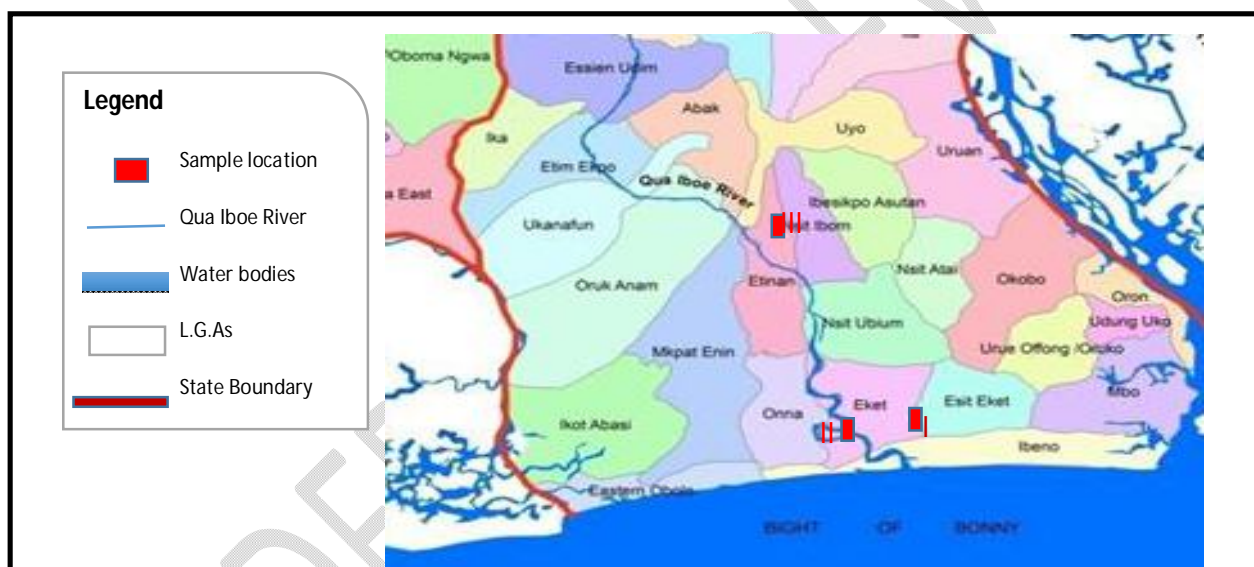 Legend
Sample location
Qua Iboe River
Water bodies
L.G.As
State Boundary
Oboma Ngwa
Essien Udim
Abak
Uyo
Ika
Uruan
Etim Ekpo
Qua Iboe River
East
Ibesikpo Asutan
Ukanafun
III
Nsit Ibom
Nsit Atai
Okobo
Oruk Anam
Etinan
Oron
Nsit Ubium
Udung Uko
Mkpat Enin
Urue Offong /Oruko
Mbo
Eket
Esit Eket
Onna
Ikot Abasi
II
I
Ibeno
Eastern Obolo
BIGHT OF BONNY